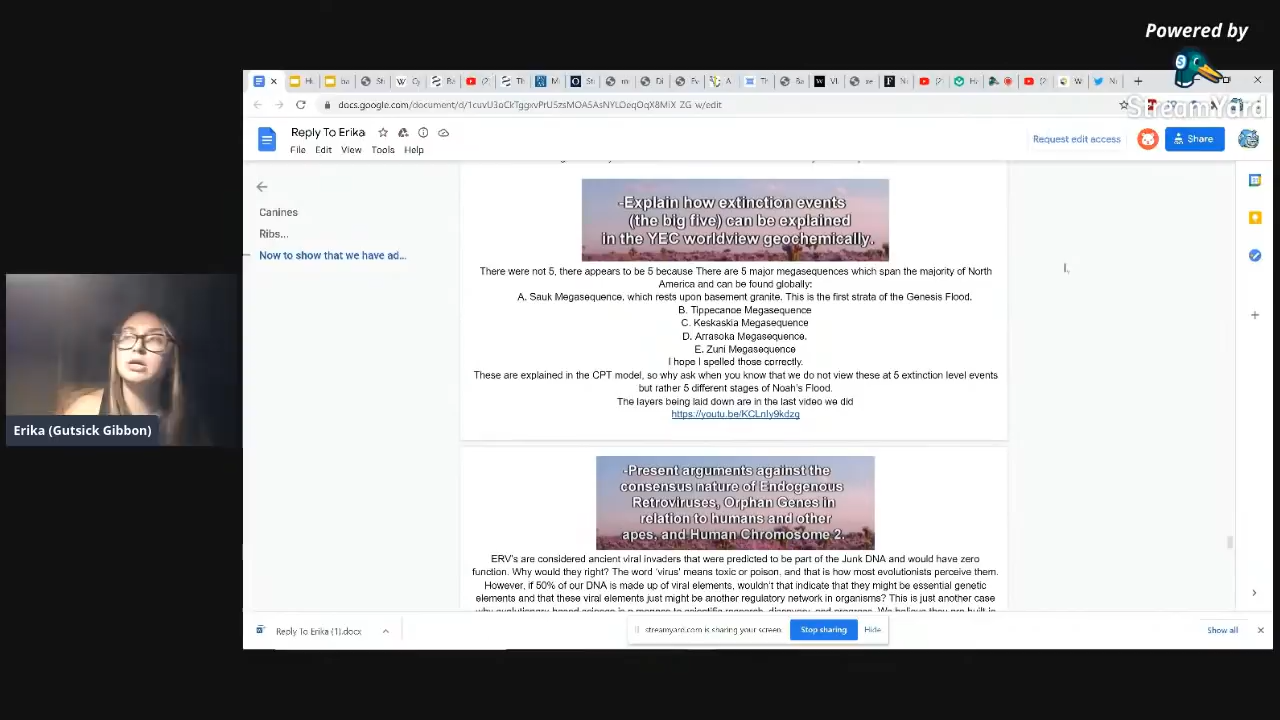 Powered by
StreamYard
docs.google.com/document/d/
Reply To Erika
File Edit View Tools Help
Request edit access
Share
Canines
Ribs...
Now to show that we have ad...
-Explain how extinction events
(the big five) can be explained
in the YEC worldview geochemically.
There were not 5, there appears to be 5 because There are 5 major megasequences which span the majority of North
America and can be found globally:
A. Sauk Megasequence, which rests upon basement granite. This is the first strata of the Genesis Flood.
B. Tippecanoe Megasequence
C. Keskaskia Megasequence
D. Arrasoka Megasequence.
E. Zuni Megasequence
I hope I spelled those correctly.
These are explained in the CPT model, so why ask when you know that we do not view these at 5 extinction level events
but rather 5 different stages of Noah's Flood.
The layers being laid down are in the last video we did
https://youtu.be/KCLnIy9kdzg
-Present arguments against the
consensus nature of Endogenous
Retroviruses, Orphan Genes in
relation to humans and other
apes, and Human Chromosome 2.
ERV's are considered ancient viral invaders that were predicted to be part of the Junk DNA and would have zero
function. Why would they right? The word 'virus' means toxic or poison, and that is how most evolutionists perceive them.
However, if 50% of our DNA is made up of viral elements, wouldn't that indicate that they might be essential genetic
elements and that these viral elements just might be another regulatory network in organisms? This is just another case
Erika (Gutsick Gibbon)
Reply To Erika (1).docx
streamyard.com is sharing your screen.
Stop sharing
Hide
Show all